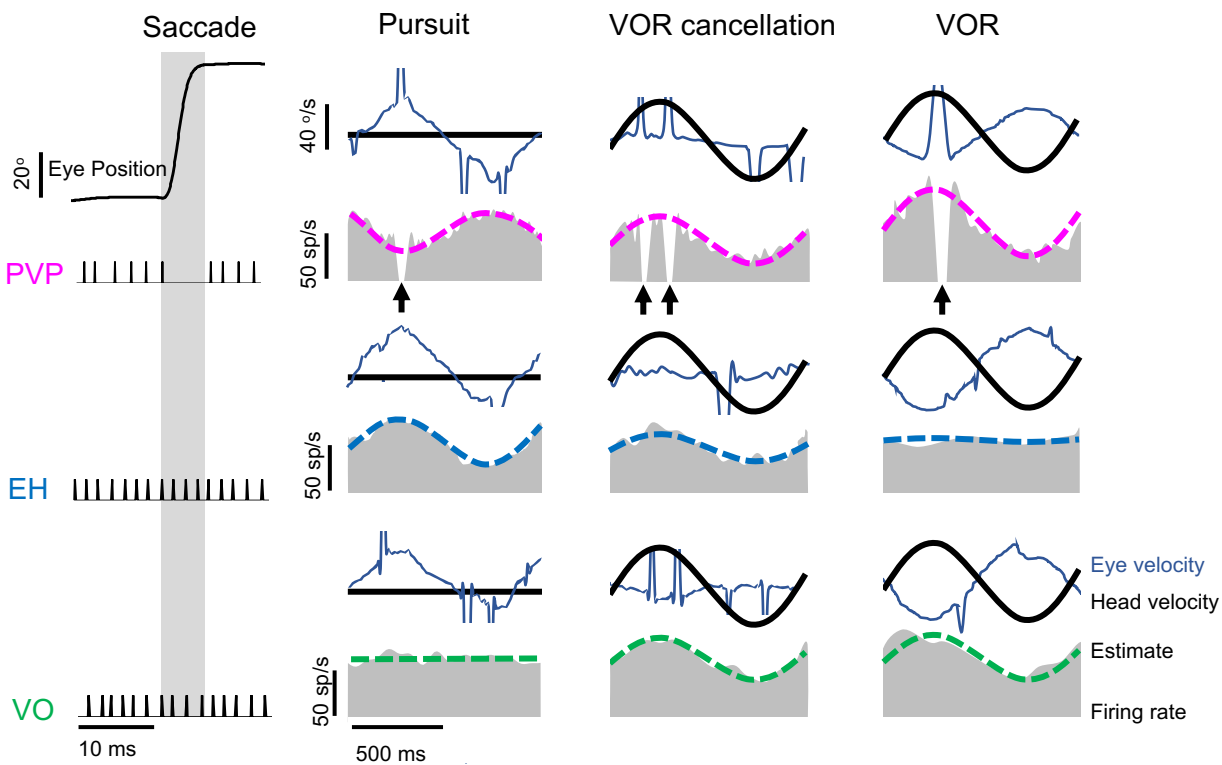 Saccade
Pursuit
VOR cancellation
VOR
20°
Eye Position
40 °/s
50 sp/s
PVP
50 sp/s
EH
Eye velocity
Head velocity
Estimate
50 sp/s
VO
Firing rate
10 ms
500 ms